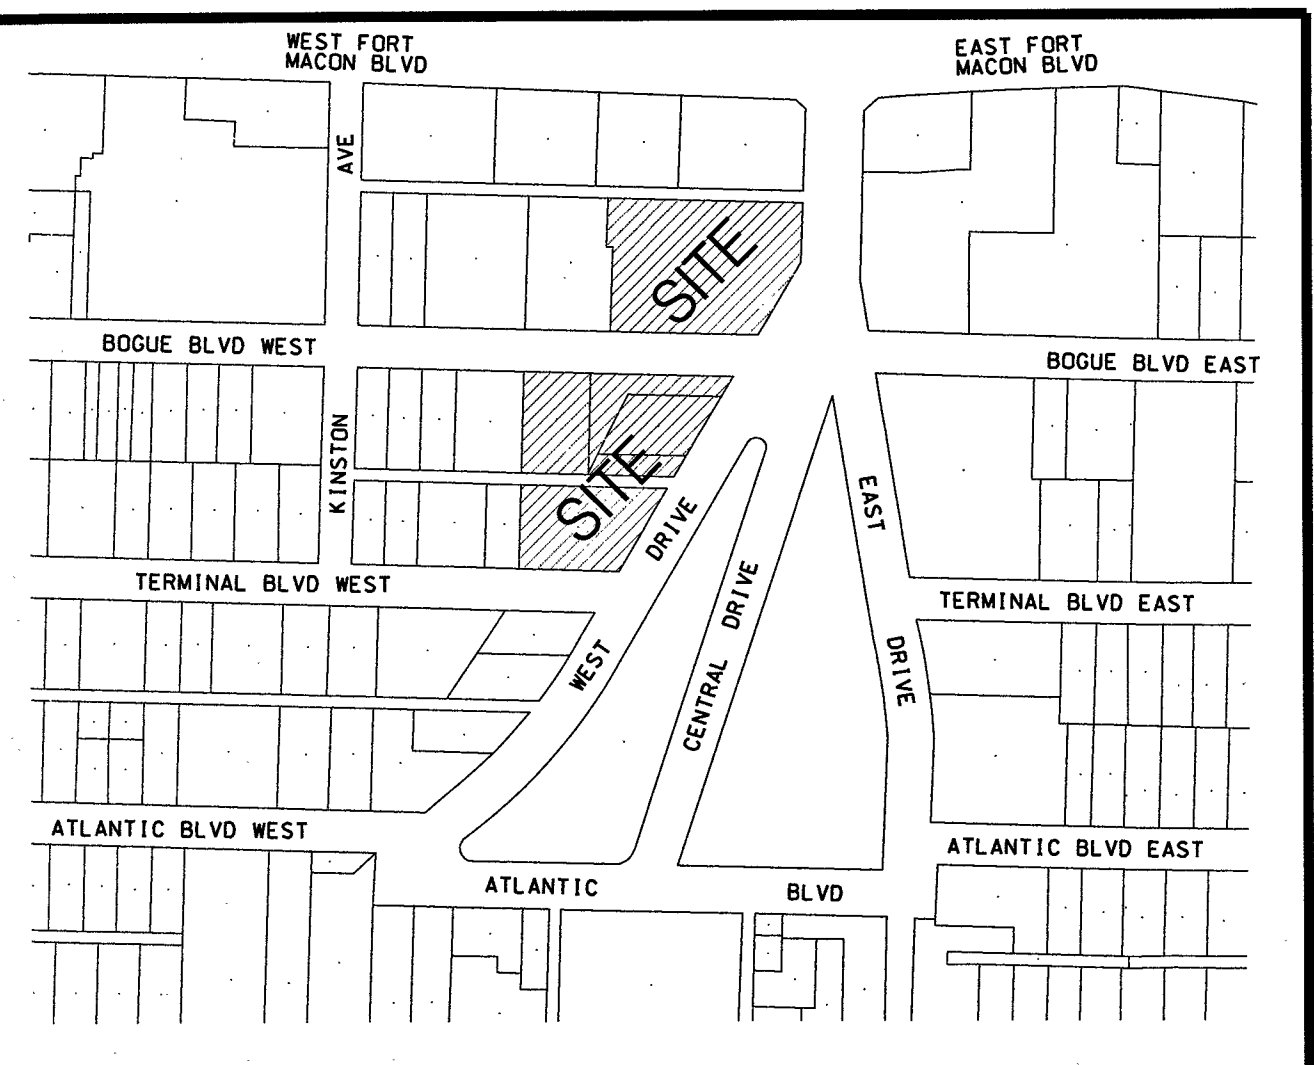 WEST FORT
MACON BLVD
EAST FORT
MACON BLVD
AVE
SITE
BOGUE BLVD WEST
BOGUE BLVD EAST
KINSTON
SITE
DRIVE
EAST
TERMINAL BLVD WEST
DRIVE
TERMINAL BLVD EAST
WEST
CENTRAL
DRIVE
ATLANTIC BLVD WEST
ATLANTIC BLVD EAST
ATLANTIC
BLVD